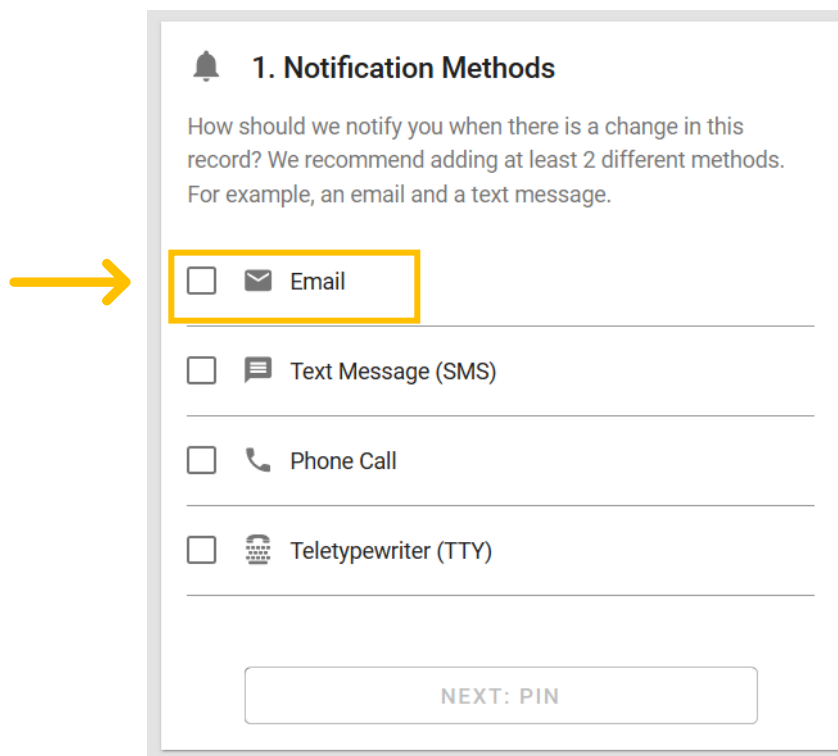 1. Notification Methods
How should we notify you when there is a change in this
record? We recommend adding at least 2 different methods.
For example, an email and a text message.
Email
Text Message (SMS)
Phone Call
Teletypewriter (TTY)
NEXT: PIN